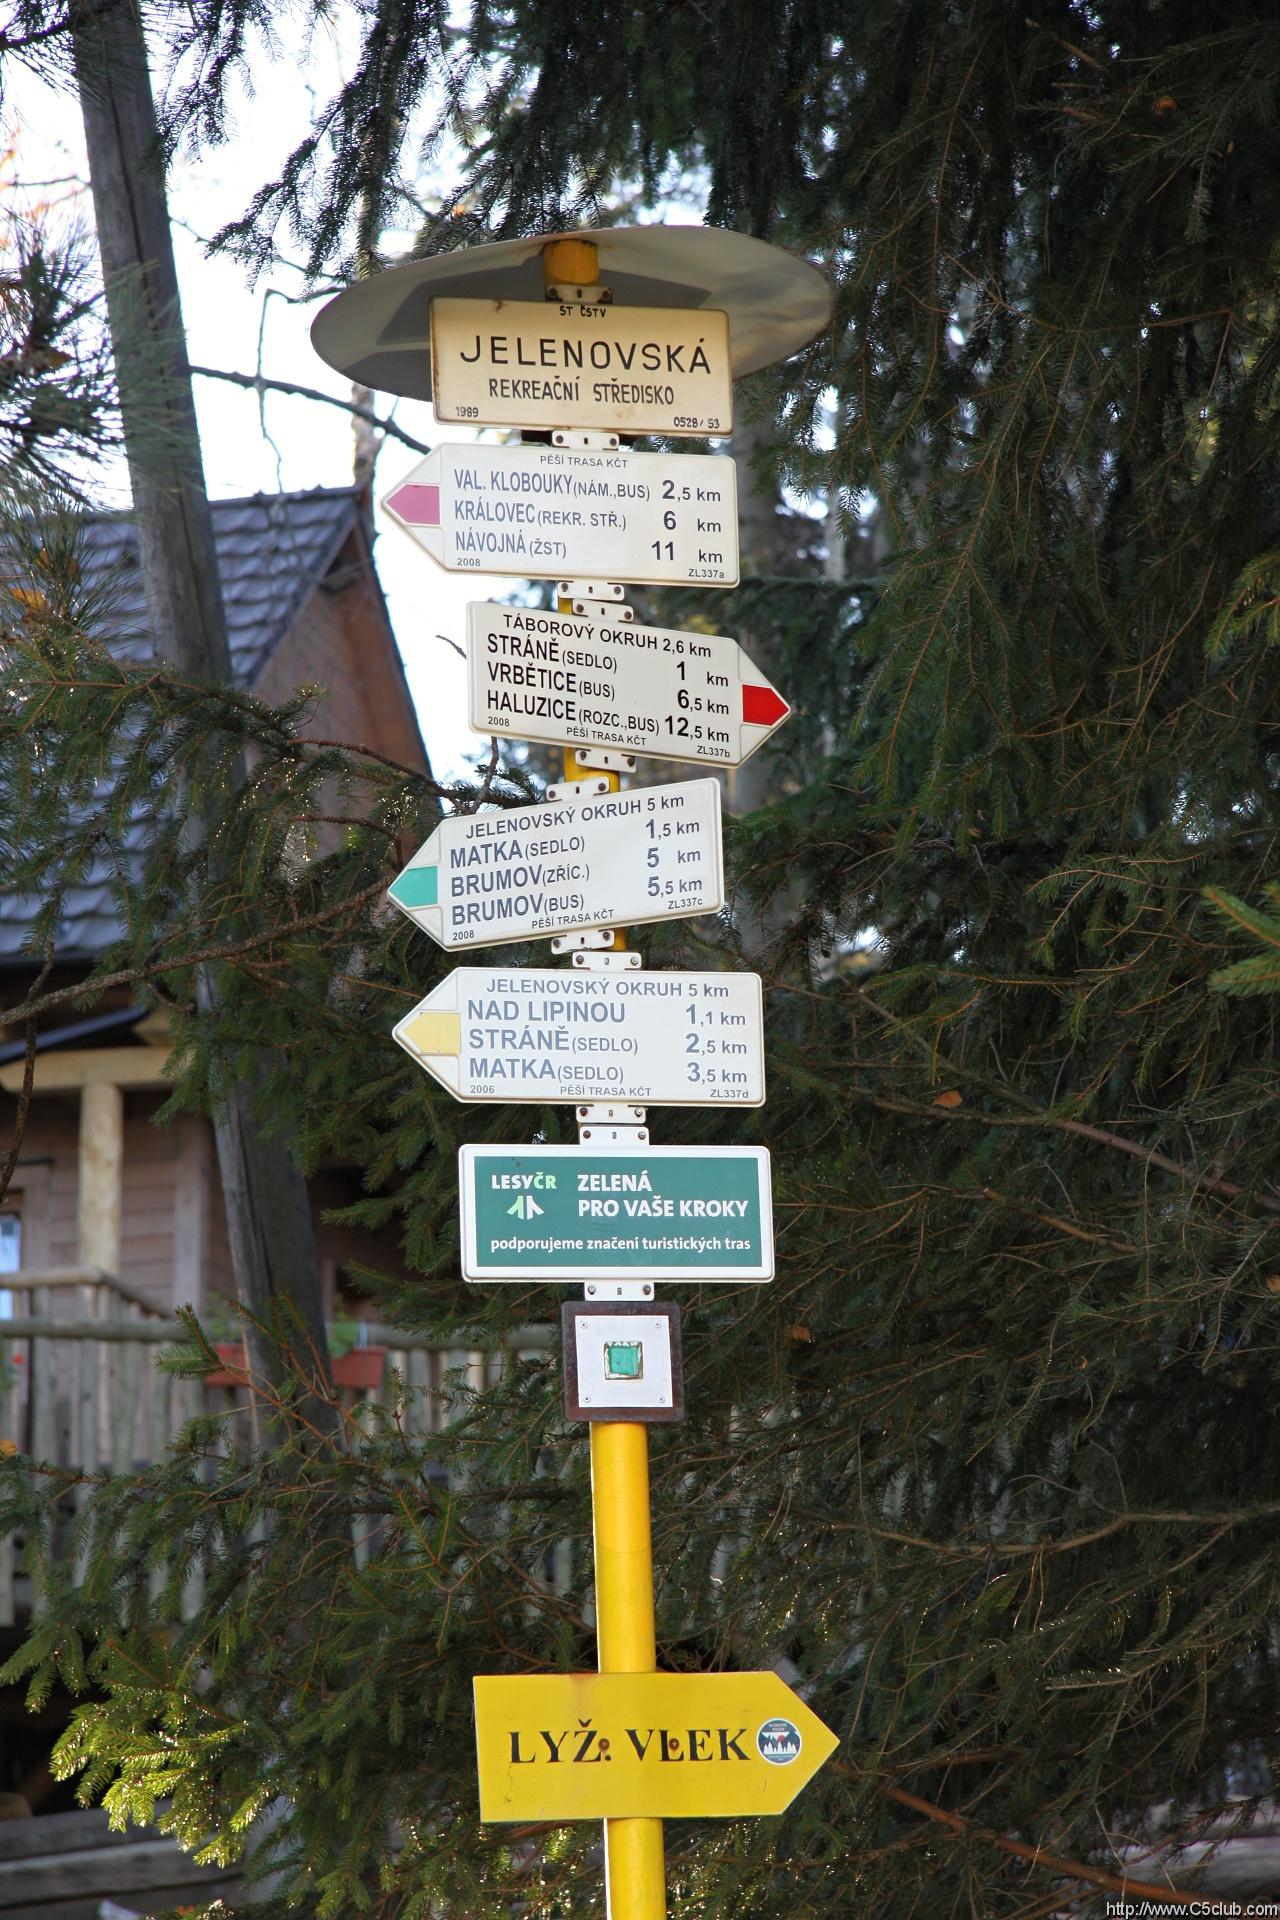 ST ČSTV
JELENOVSKÁ
REKREAČNÍ STŘEDISKO
1989 0528/53
PĚŠÍ TRASA KČT
VAL. KLOBOUKY(NÁM.,BUS) 2,5 km
KRÁLOVEC(REKR. STŘ.) 6 km
NÁVOJNÁ(ŽST) 11 km
2008 ZL337a
TÁBOROVÝ OKRUH 2,6 km
STRÁNĚ(SEDLO) 1 km
VRBĚTICE(BUS) 6,5 km
HALUZICE(ROZC.,BUS) 12,5 km
2008 PĚŠÍ TRASA KČT ZL337b
JELENOVSKÝ OKRUH 5 km
MATKA(SEDLO) 1,5 km
BRUMOV(ZŘÍC.) 5 km
BRUMOV(BUS) 5,5 km
2008 PĚŠÍ TRASA KČT ZL337c
JELENOVSKÝ OKRUH 5 km
NAD LIPINOU 1,1 km
STRÁNĚ(SEDLO) 2,5 km
MATKA(SEDLO) 3,5 km
2006 PĚŠÍ TRASA KČT ZL337d
LESYČR ZELENÁ
PRO VAŠE KROKY
podporujeme značení turistických tras
LYŽ. VLEK
http://www.C5club.com